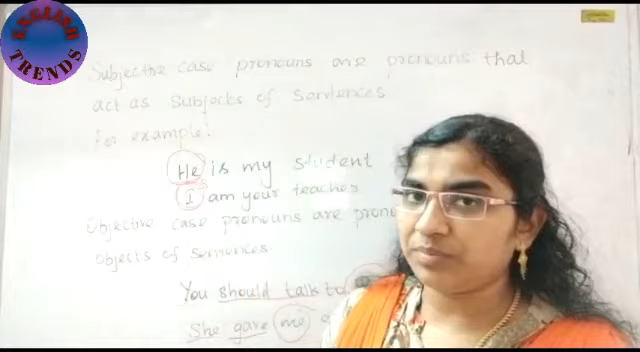 ENGLISH
TRENDS
Subjective case pronouns are pronouns that
act as subjects of sentences
for example:
He is my student
I am your teacher
Objective case pronouns are
objects of sentences.
You should talk to
She gave me